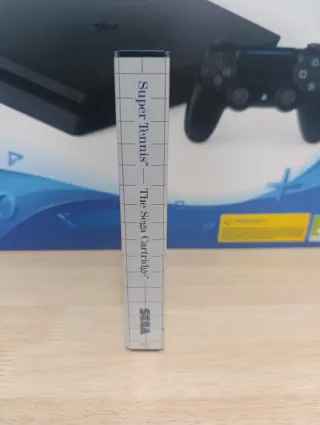 Super Tennis™ — The Sega Cartridge™
SEGA